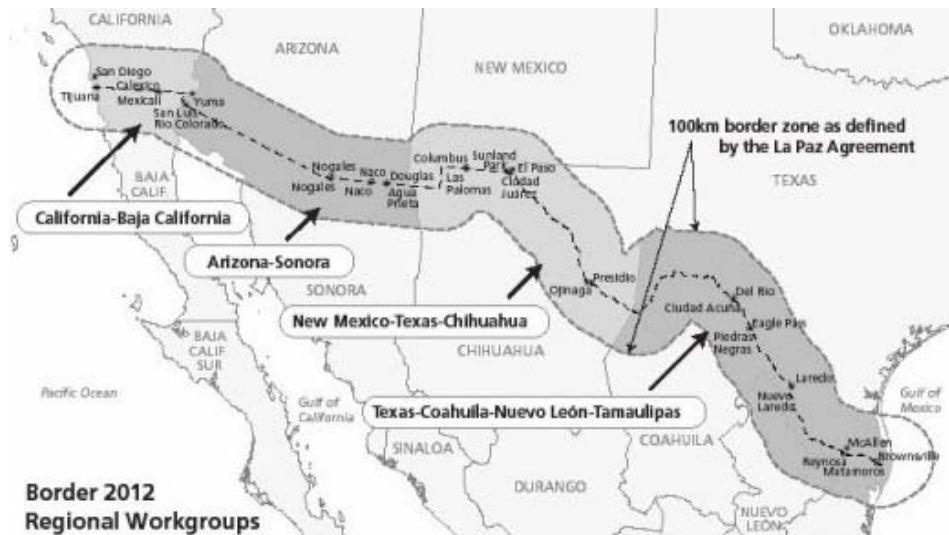 CALIFORNIA
ARIZONA
NEW MEXICO
OKLAHOMA
San Diego
Calexico
Tijuana
Mexicali
Yuma
San Luis
Rio Colorado
100km border zone as defined
by the La Paz Agreement
TEXAS
Nogales
Nogales
Naco
Naco
Douglas
Agua
Prieta
Columbus
Las
Palomas
Sunland
Park
El Paso
Ciudad
Juárez
BAJA
CALIF.
California-Baja California
Arizona-Sonora
SONORA
New Mexico-Texas-Chihuahua
Ojinaga
Presidio
Ciudad Acuña
Del Rio
Eagle Pass
Piedras
Negras
BAJA
CALIF.
SUR
CHIHUAHUA
Pacific Ocean
Gulf of
California
Texas-Coahuila-Nuevo León-Tamaulipas
Laredo
Nuevo
Laredo
Gulf of
Mexico
SINALOA
COAHUILA
McAllen
Reynosa
Brownsville
Matamoros
DURANGO
NUEVO
LEÓN
Border 2012
Regional Workgroups